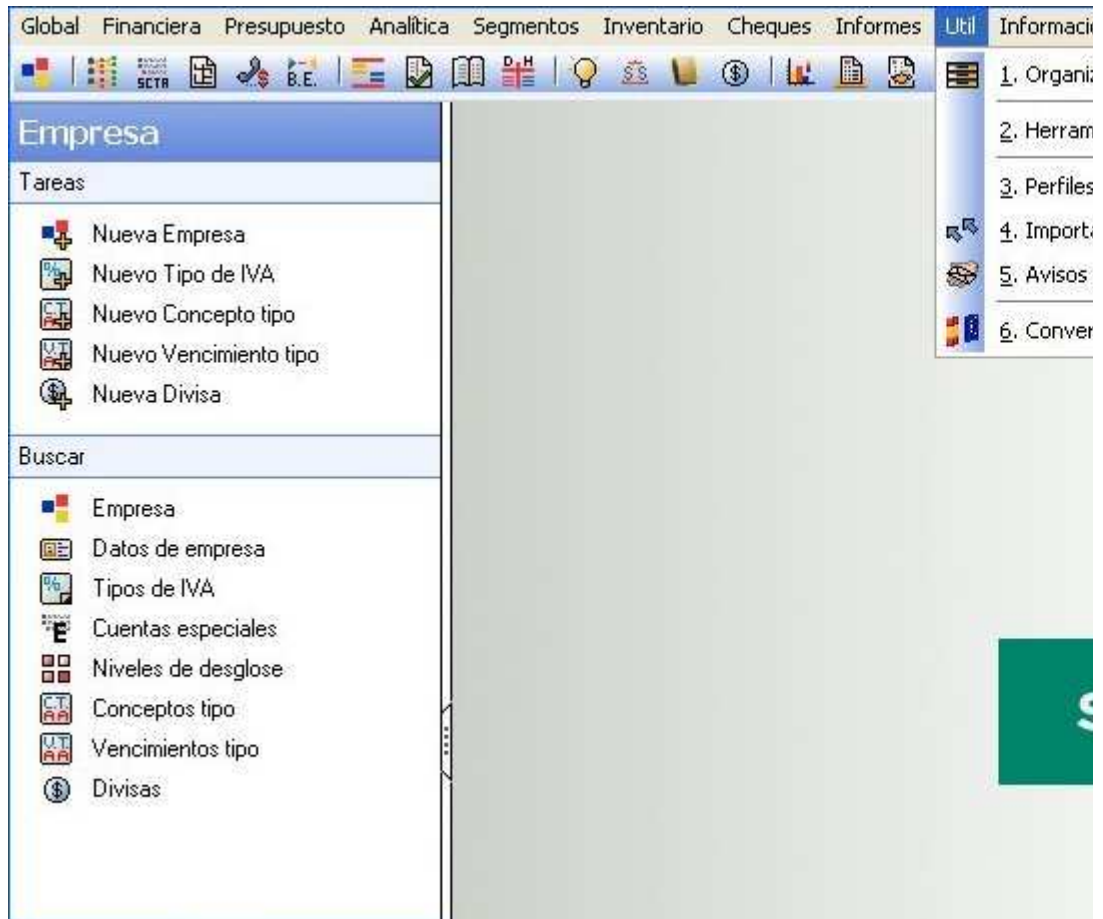 Global Financiera Presupuesto Analítica Segmentos Inventario Cheques Informes Util Informaci
SCTA B.E. D H
1. Organiz
2. Herram
3. Perfiles
4. Importa
5. Avisos
6. Conver
Empresa
Tareas
Nueva Empresa
Nuevo Tipo de IVA
Nuevo Concepto tipo
Nuevo Vencimiento tipo
Nueva Divisa
Buscar
Empresa
Datos de empresa
Tipos de IVA
Cuentas especiales
Niveles de desglose
Conceptos tipo
Vencimientos tipo
Divisas
S